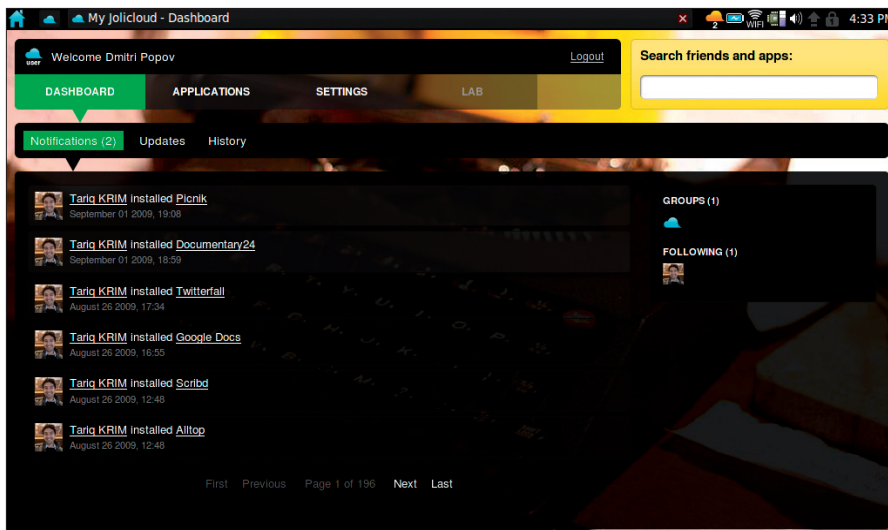 My Jolicloud - Dashboard
2
WIFI
4:33 PM
user
Welcome Dmitri Popov
Logout
Search friends and apps:
DASHBOARD
APPLICATIONS
SETTINGS
LAB
Notifications (2)
Updates
History
Tariq KRIM installed Picnik
September 01 2009, 19:08
Tariq KRIM installed Documentary24
September 01 2009, 18:59
Tariq KRIM installed Twitterfall
August 26 2009, 17:34
Tariq KRIM installed Google Docs
August 26 2009, 16:55
Tariq KRIM installed Scribd
August 26 2009, 12:48
Tariq KRIM installed Alltop
August 26 2009, 12:48
GROUPS (1)
FOLLOWING (1)
First Previous Page 1 of 196 Next Last